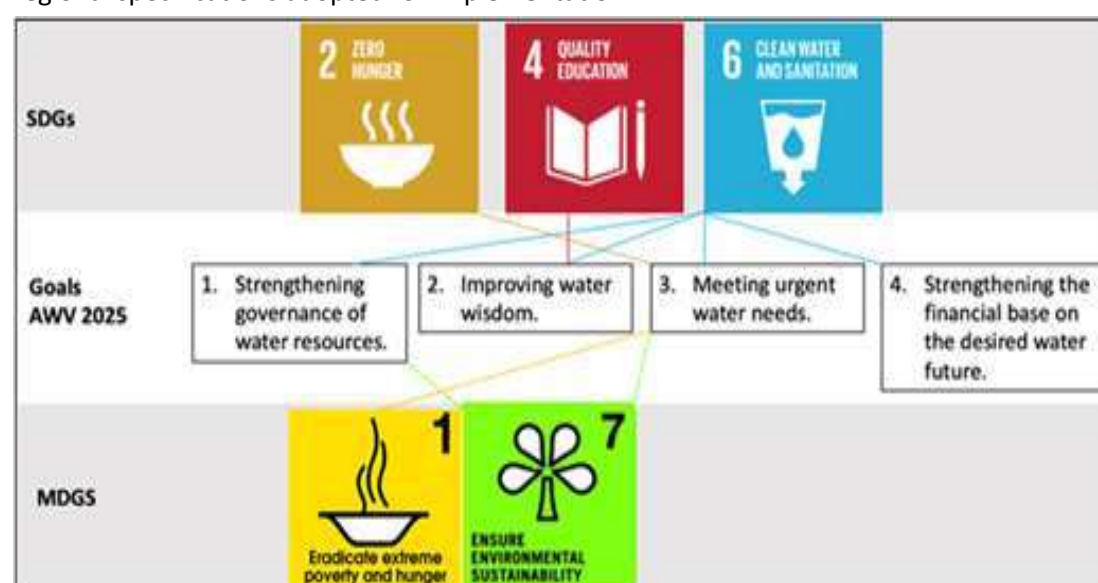 SDGs
2 ZERO
HUNGER
4 QUALITY
EDUCATION
6 CLEAN WATER
AND SANITATION
Goals
AWV 2025
1. Strengthening
governance of
water resources.
2. Improving water
wisdom.
3. Meeting urgent
water needs.
4. Strengthening the
financial base on
the desired water
future.
MDGS
1
Eradicate extreme
poverty and hunger
7
ENSURE
ENVIRONMENTAL
SUSTAINABILITY